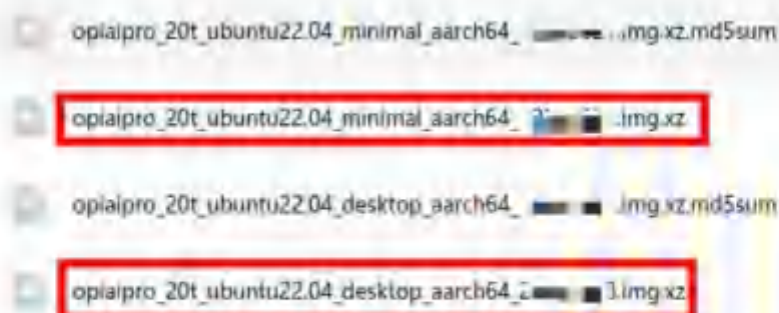 opiaipro_20t_ubuntu22.04_minimal_aarch64_ .img.xz.md5sum
opiaipro_20t_ubuntu22.04_minimal_aarch64_ .img.xz
opiaipro_20t_ubuntu22.04_desktop_aarch64_ .img.xz.md5sum
opiaipro_20t_ubuntu22.04_desktop_aarch64_ .img.xz